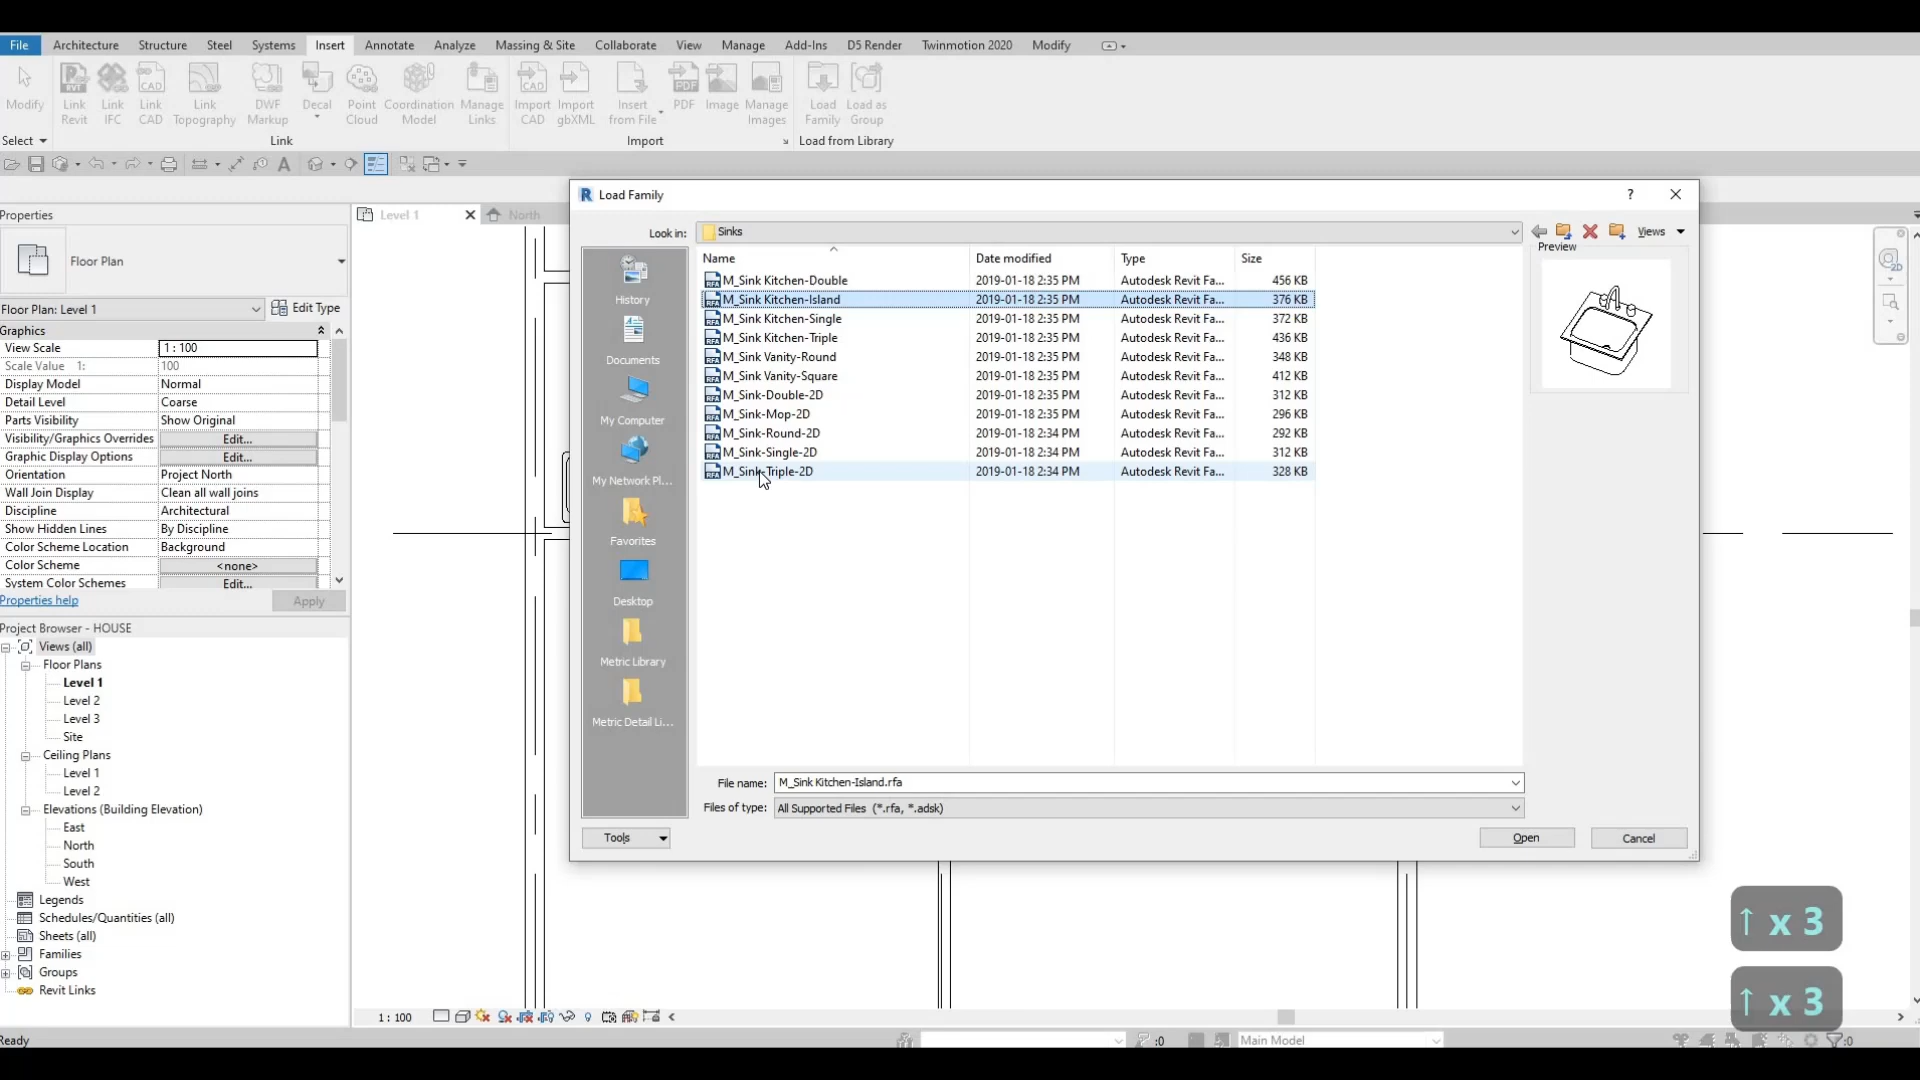 File Architecture Structure Steel Systems Insert Annotate Analyze Massing & Site Collaborate View Manage Add-Ins D5 Render Twinmotion 2020 Modify
Modify
Link Revit
Link IFC
Link CAD
Link Topography
DWF Markup
Decal
Point Cloud
Coordination Model
Manage Links
Import CAD
Import gbXML
Insert from File
PDF
Image
Manage Images
Load Family
Load as Group
Select Link Import Load from Library
Properties
Floor Plan
Floor Plan: Level 1 Edit Type
Graphics
View Scale 1 : 100
Scale Value 1: 100
Display Model Normal
Detail Level Coarse
Parts Visibility Show Original
Visibility/Graphics Overrides Edit...
Graphic Display Options Edit...
Orientation Project North
Wall Join Display Clean all wall joins
Discipline Architectural
Show Hidden Lines By Discipline
Color Scheme Location Background
Color Scheme <none>
System Color Schemes Edit...
Properties help Apply
Project Browser - HOUSE
Views (all)
Floor Plans
Level 1
Level 2
Level 3
Site
Ceiling Plans
Level 1
Level 2
Elevations (Building Elevation)
East
North
South
West
Legends
Schedules/Quantities (all)
Sheets (all)
Families
Groups
Revit Links
Level 1 North
Load Family ?
Look in: Sinks Views
Preview
History
Documents
My Computer
My Network Pl...
Favorites
Desktop
Metric Library
Metric Detail Li...
Name Date modified Type Size
M_Sink Kitchen-Double 2019-01-18 2:35 PM Autodesk Revit Fa... 456 KB
M_Sink Kitchen-Island 2019-01-18 2:35 PM Autodesk Revit Fa... 376 KB
M_Sink Kitchen-Single 2019-01-18 2:35 PM Autodesk Revit Fa... 372 KB
M_Sink Kitchen-Triple 2019-01-18 2:35 PM Autodesk Revit Fa... 436 KB
M_Sink Vanity-Round 2019-01-18 2:35 PM Autodesk Revit Fa... 348 KB
M_Sink Vanity-Square 2019-01-18 2:35 PM Autodesk Revit Fa... 412 KB
M_Sink-Double-2D 2019-01-18 2:35 PM Autodesk Revit Fa... 312 KB
M_Sink-Mop-2D 2019-01-18 2:35 PM Autodesk Revit Fa... 296 KB
M_Sink-Round-2D 2019-01-18 2:34 PM Autodesk Revit Fa... 292 KB
M_Sink-Single-2D 2019-01-18 2:34 PM Autodesk Revit Fa... 312 KB
M_Sink-Triple-2D 2019-01-18 2:34 PM Autodesk Revit Fa... 328 KB
File name: M_Sink Kitchen-Island.rfa
Files of type: All Supported Files (*.rfa, *.adsk)
Tools Open Cancel
↑ x 3
↑ x 3
1 : 100
Ready :0 Main Model :0